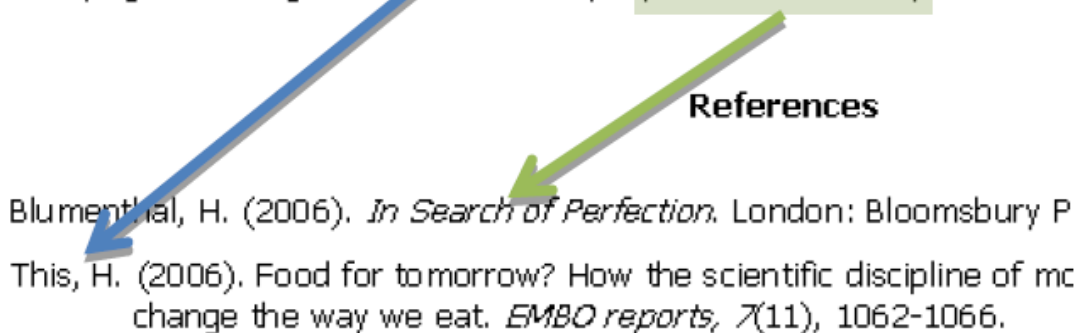 References
Blumenthal, H. (2006). In Search of Perfection. London: Bloomsbury P
This, H. (2006). Food for tomorrow? How the scientific discipline of
change the way we eat. EMBO reports, 7(11), 1062-1066.